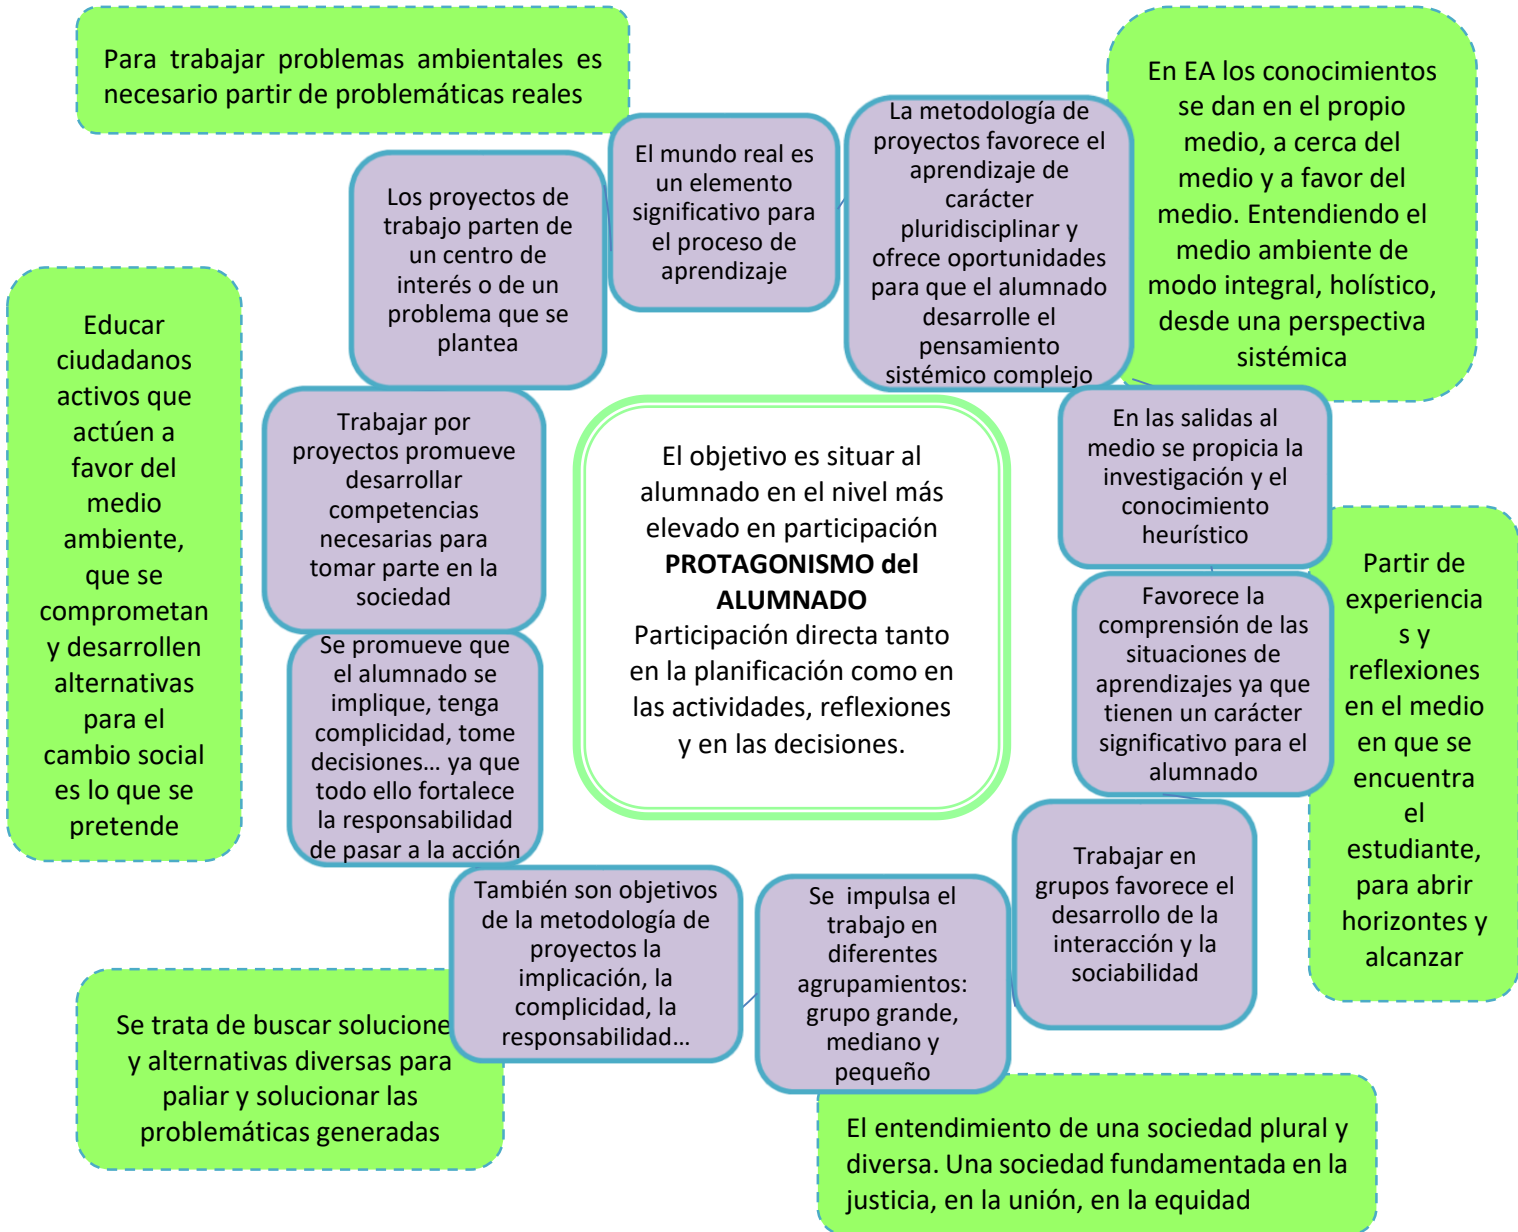 Para trabajar problemas ambientales es
necesario partir de problemáticas reales
En EA los conocimientos
se dan en el propio
medio, a cerca del
medio y a favor del
medio. Entendiendo el
medio ambiente de
modo integral, holístico,
desde una perspectiva
sistémica
La metodología de
proyectos favorece el
aprendizaje de
carácter
pluridisciplinar y
ofrece oportunidades
para que el alumnado
desarrolle el
pensamiento
sistémico complejo
El mundo real es
un elemento
significativo para
el proceso de
aprendizaje
Los proyectos de
trabajo parten de
un centro de
interés o de un
problema que se
plantea
Educar
ciudadanos
activos que
actúen a
favor del
medio
ambiente,
que se
comprometan
y desarrollen
alternativas
para el
cambio social
es lo que se
pretende
Trabajar por
proyectos promueve
desarrollar
competencias
necesarias para
tomar parte en la
sociedad
El objetivo es situar al
alumnado en el nivel más
elevado en participación
PROTAGONISMO del
ALUMNADO
Participación directa tanto
en la planificación como en
las actividades, reflexiones
y en las decisiones.
En las salidas al
medio se propicia la
investigación y el
conocimiento
heurístico
Partir de
experiencia
s y
reflexiones
en el medio
en que se
encuentra
el
estudiante,
para abrir
horizontes y
alcanzar
Favorece la
comprensión de las
situaciones de
aprendizajes ya que
tienen un carácter
significativo para el
alumnado
Se promueve que
el alumnado se
implique, tenga
complicidad, tome
decisiones… ya que
todo ello fortalece
la responsabilidad
de pasar a la acción
Trabajar en
grupos favorece el
desarrollo de la
interacción y la
sociabilidad
Se impulsa el
trabajo en
diferentes
agrupamientos:
grupo grande,
mediano y
pequeño
También son objetivos
de la metodología de
proyectos la
implicación, la
complicidad, la
responsabilidad…
Se trata de buscar solucione
y alternativas diversas para
paliar y solucionar las
problemáticas generadas
El entendimiento de una sociedad plural y
diversa. Una sociedad fundamentada en la
justicia, en la unión, en la equidad